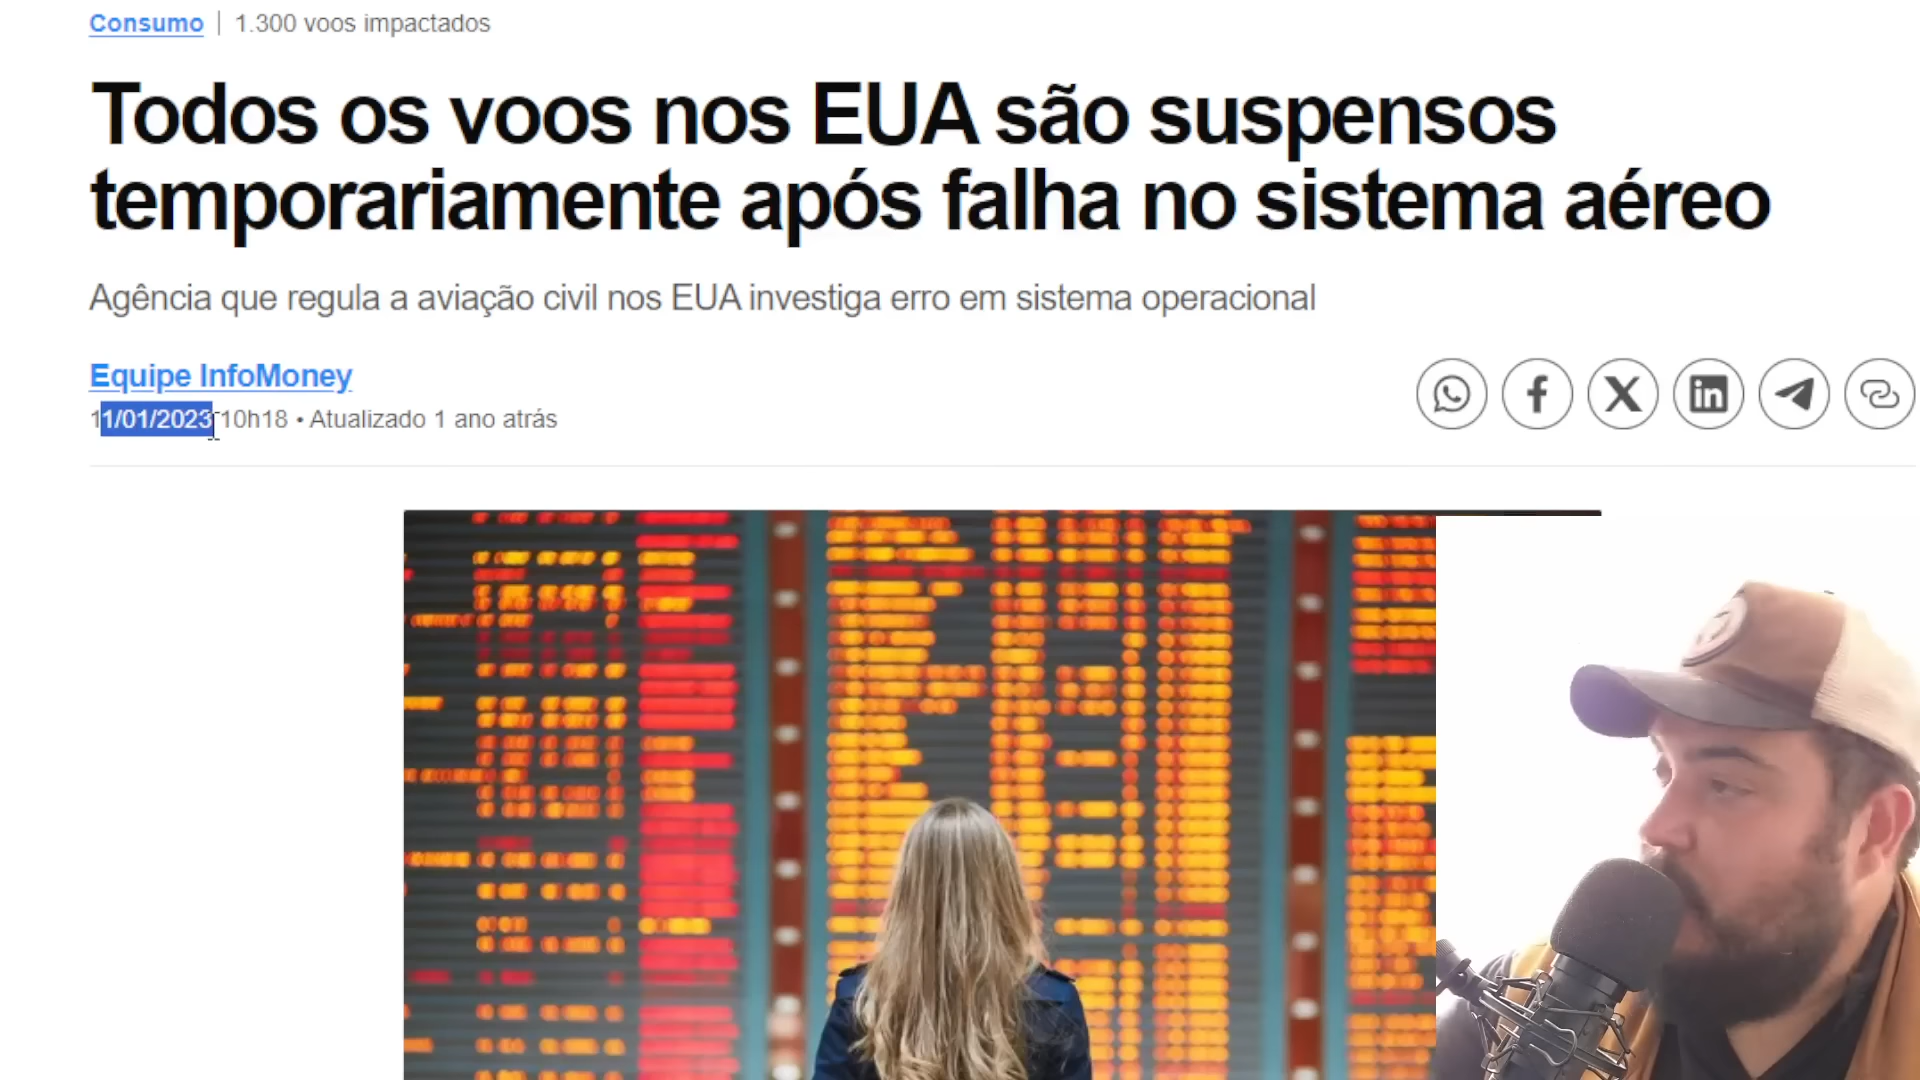 Consumo | 1.300 voos impactados
Todos os voos nos EUA são suspensos
temporariamente após falha no sistema aéreo
Agência que regula a aviação civil nos EUA investiga erro em sistema operacional
Equipe InfoMoney
11/01/2023 10h18 • Atualizado 1 ano atrás